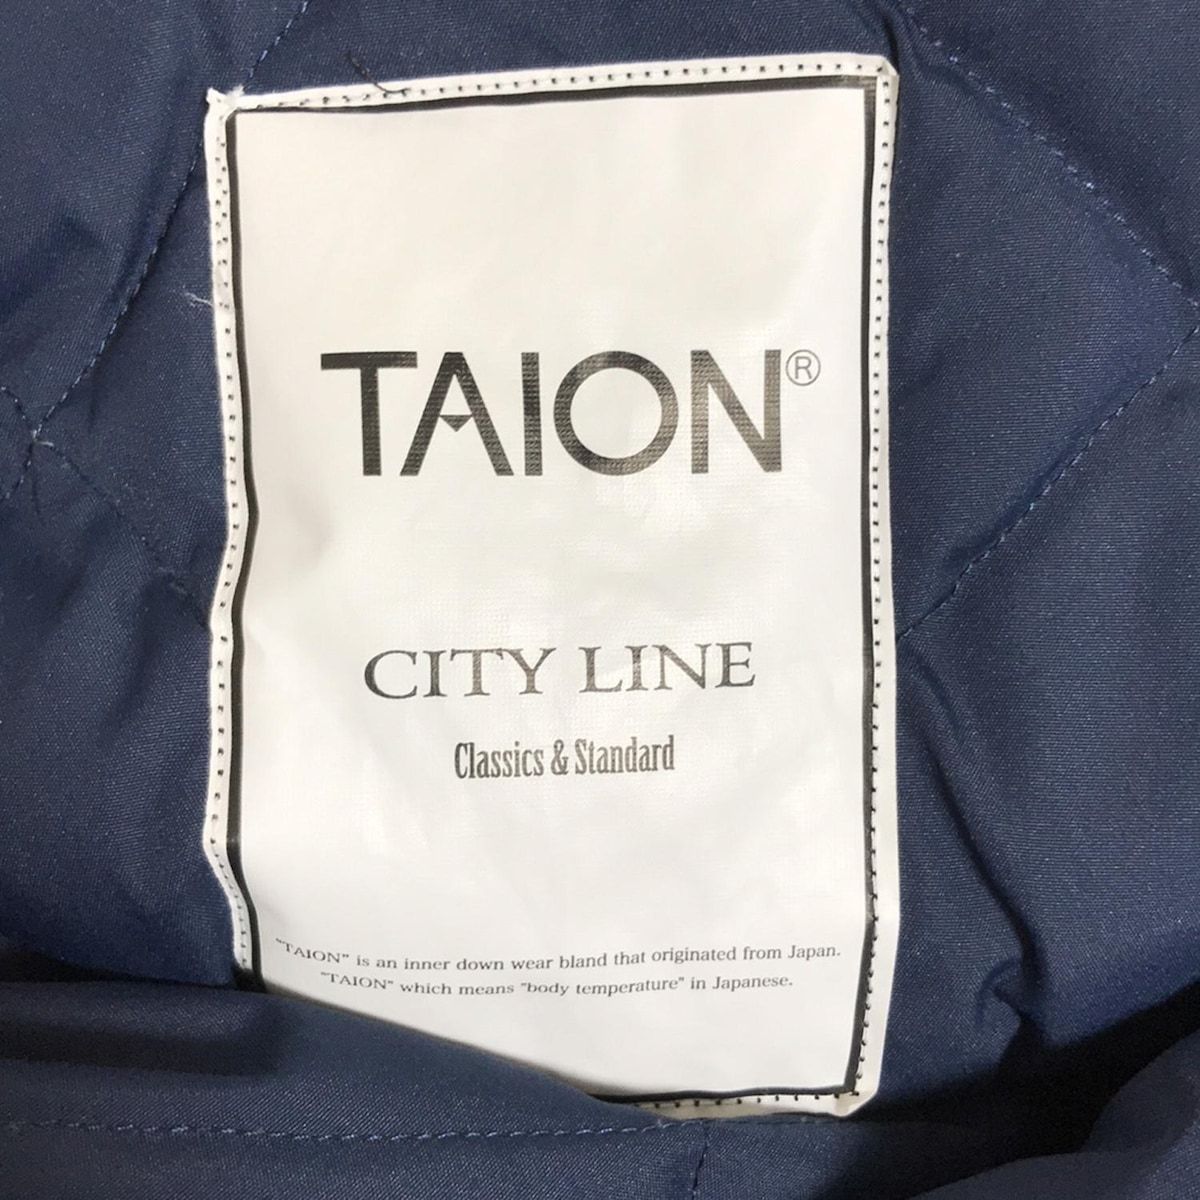 TAION®
CITY LINE
Classics & Standard
"TAION" is an inner down wear bland that originated from Japan.
"TAION" which means "body temperature" in Japanese.